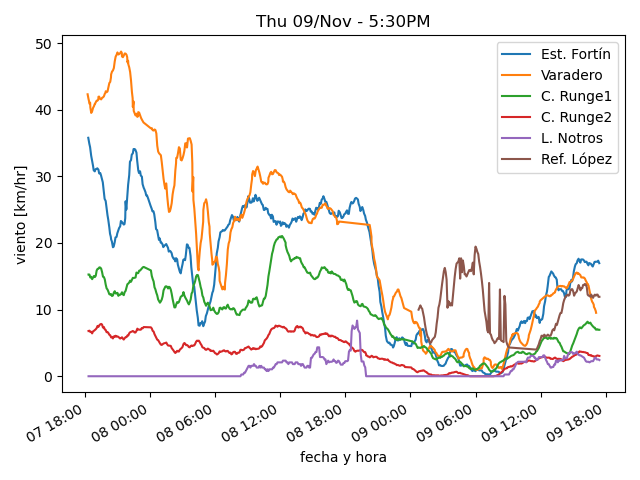 Thu 09/Nov - 5:30PM
50
40
30
20
10
0
viento [km/hr]
Est. Fortín
Varadero
C. Runge1
C. Runge2
L. Notros
Ref. López
07 18:00
08 00:00
08 06:00
08 12:00
08 18:00
09 00:00
09 06:00
09 12:00
09 18:00
fecha y hora